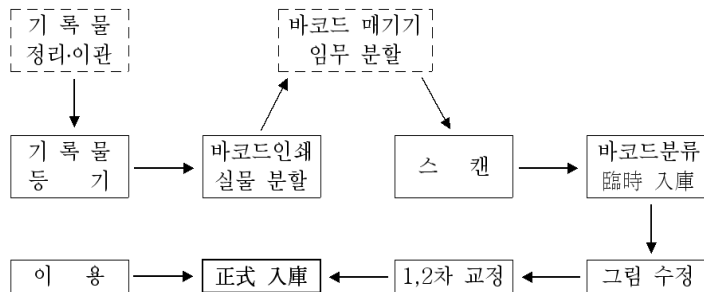 기 록 물
정리·이관
바코드 매기기
임무 분할
기 록 물
등 기
바코드인쇄
실물 분할
스 캔
바코드분류
臨時 入庫
이 용
正式 入庫
1,2차 교정
그림 수정